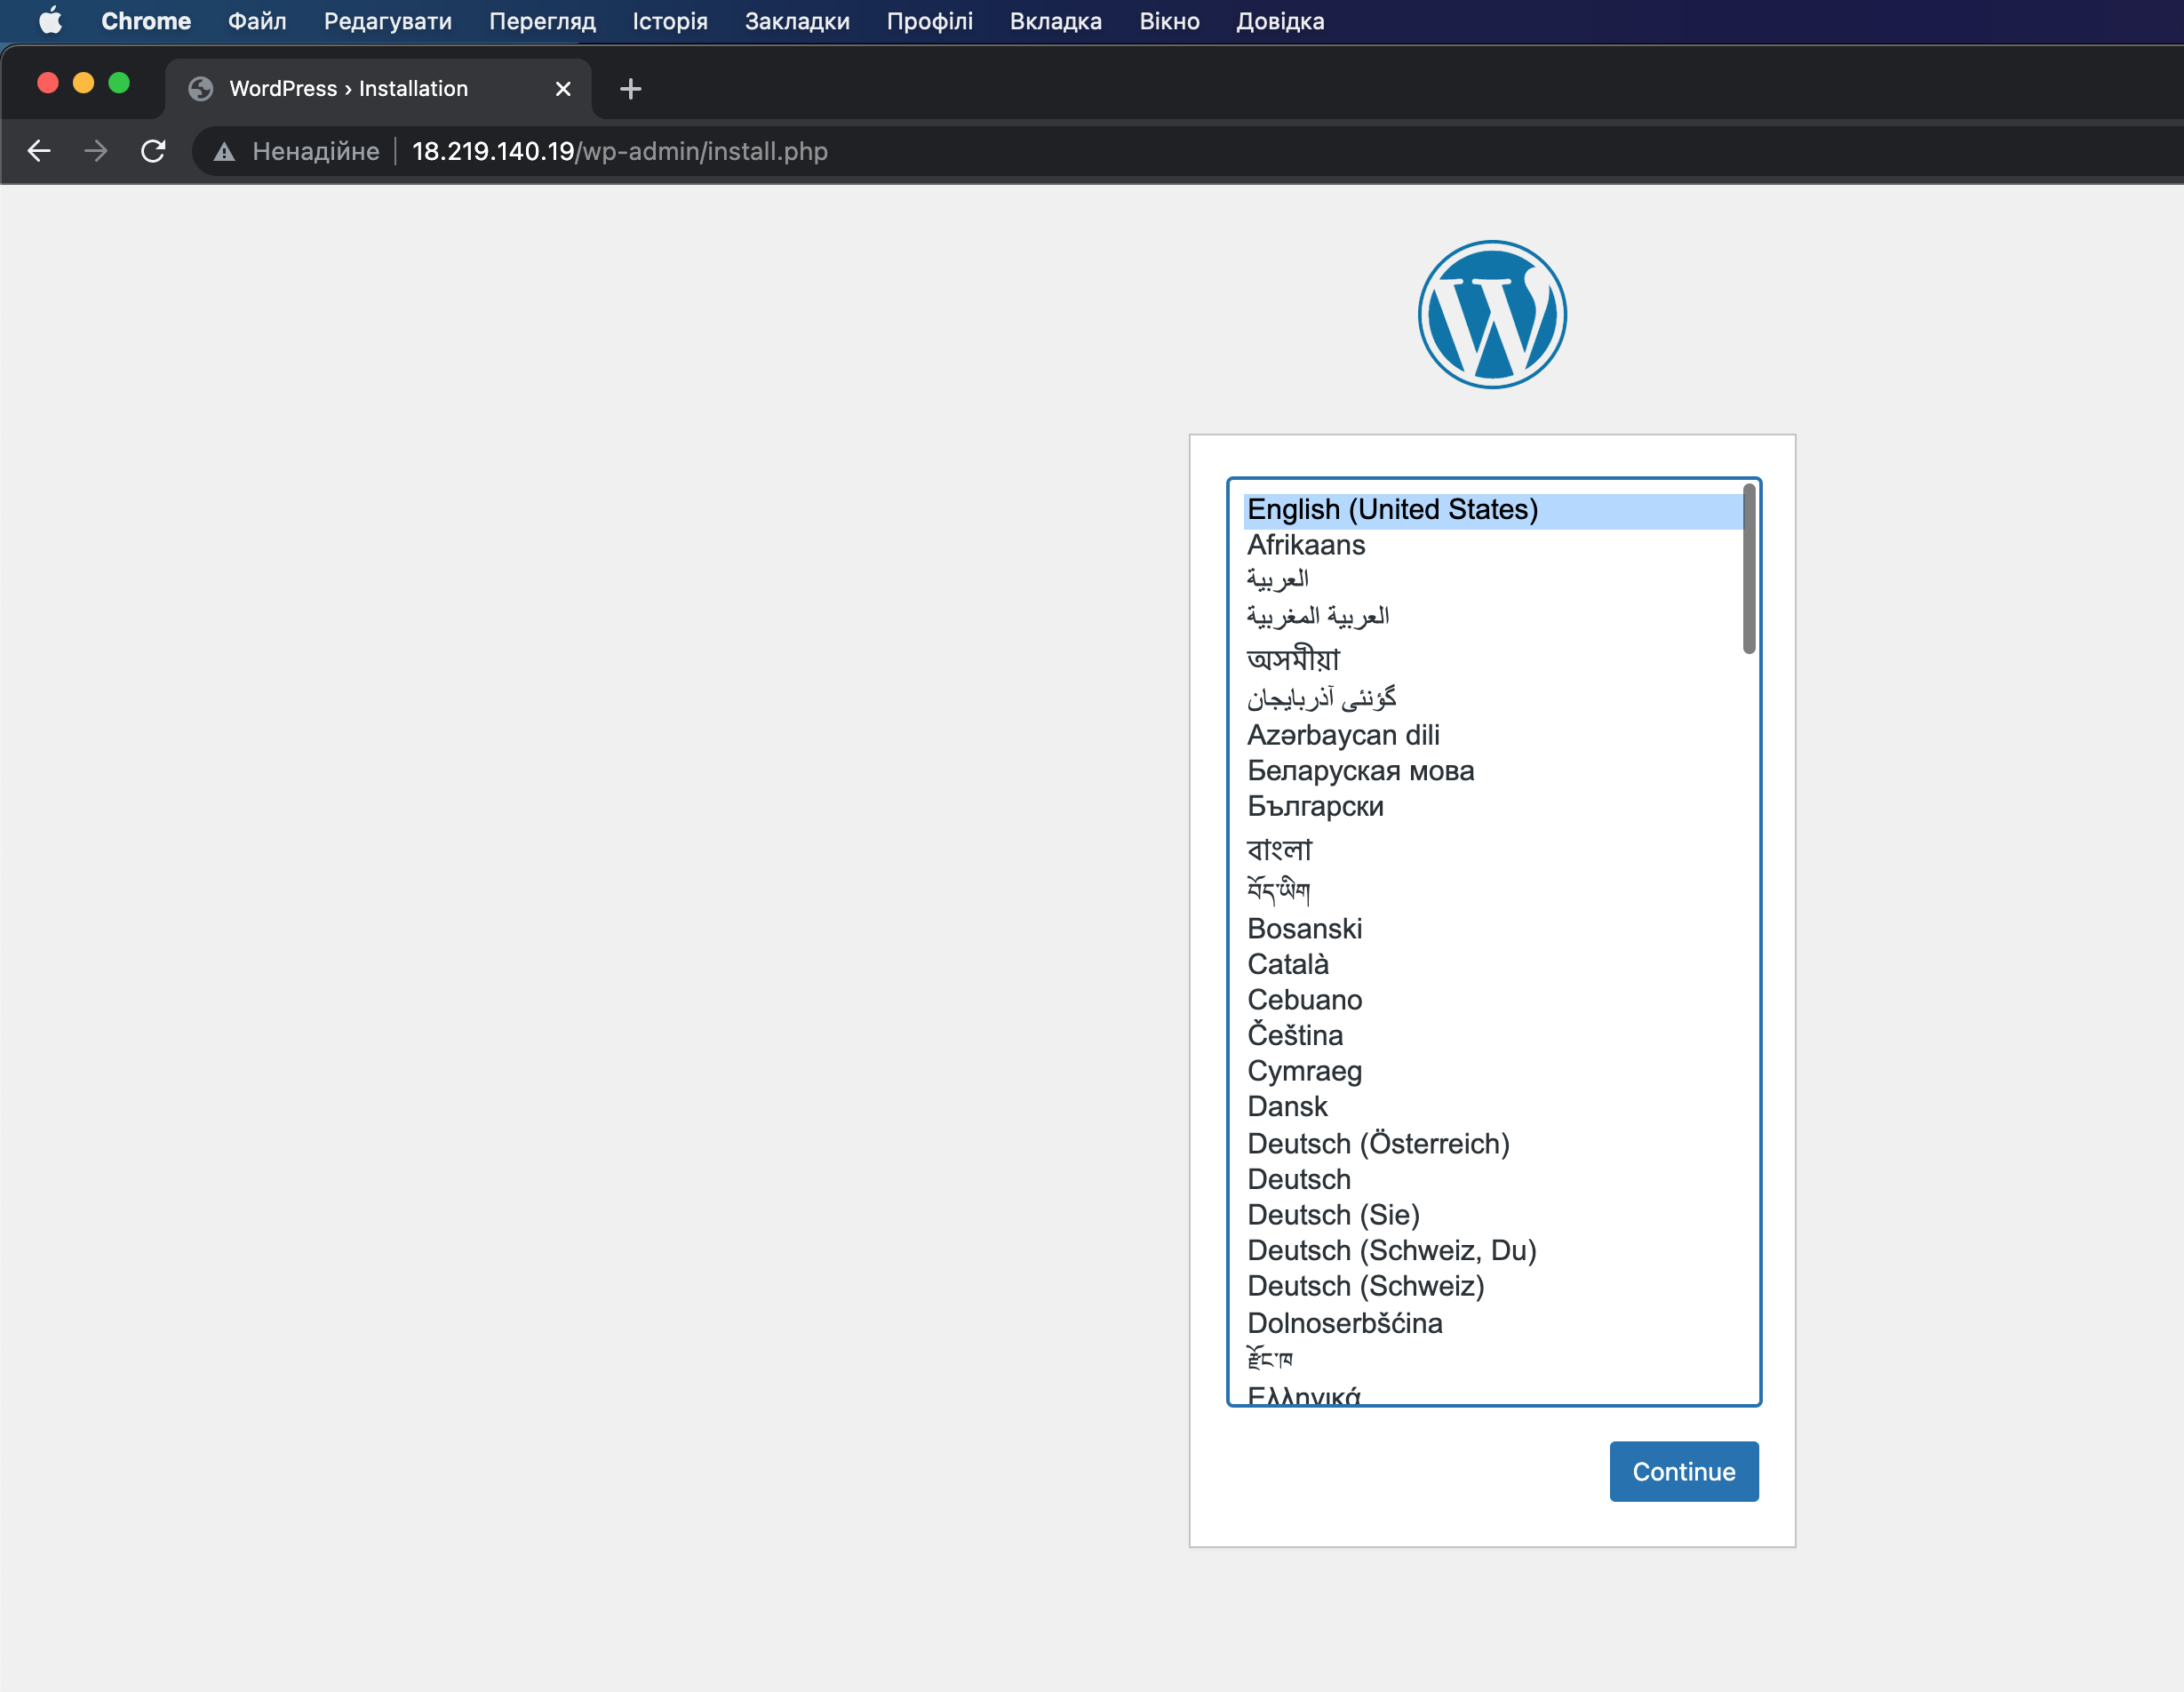 Chrome Файл Редагувати Перегляд Історія Закладки Профілі Вкладка Вікно Довідка
WordPress › Installation
Ненадійне 18.219.140.19/wp-admin/install.php
English (United States)
Afrikaans
العربية
العربية المغربية
অসমীয়া
گؤنئی آذربایجان
Azərbaycan dili
Беларуская мова
Български
বাংলা
བོད་ཡིག
Bosanski
Català
Cebuano
Čeština
Cymraeg
Dansk
Deutsch (Österreich)
Deutsch
Deutsch (Sie)
Deutsch (Schweiz, Du)
Deutsch (Schweiz)
Dolnoserbšćina
རྫོང་ཁ
Ελληνικά
Continue